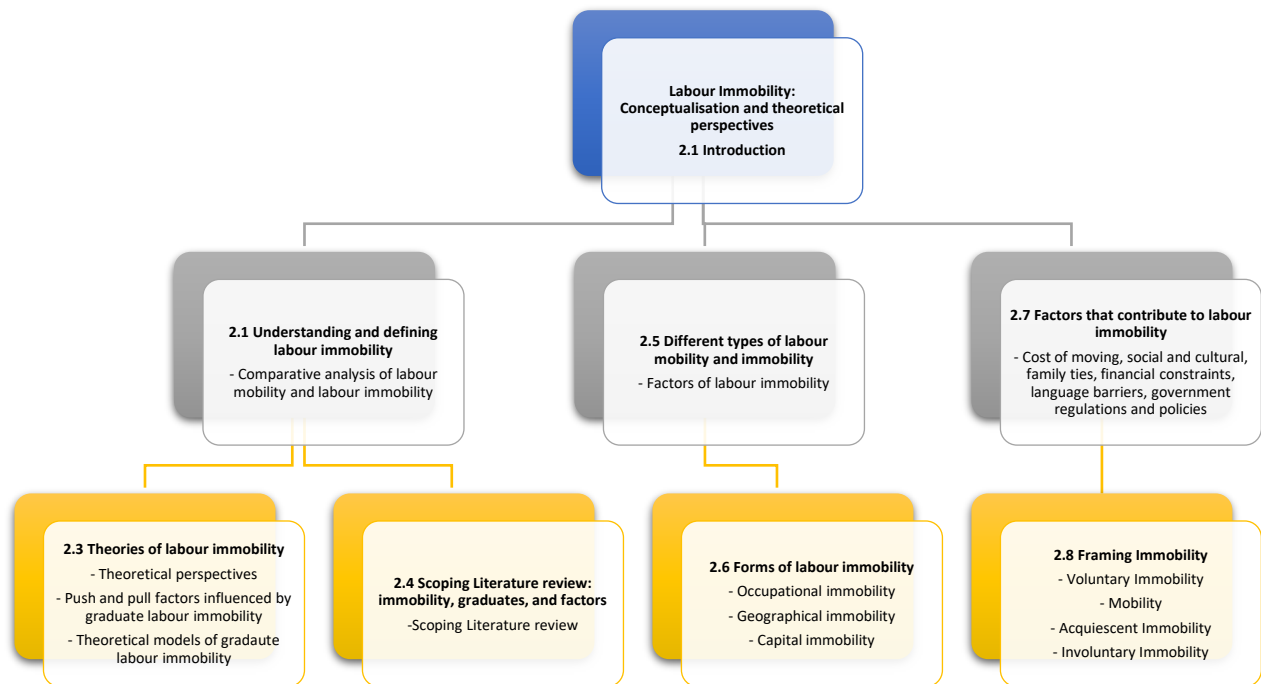 Labour Immobility:
Conceptualisation and theoretical
perspectives
2.1 Introduction
2.1 Understanding and defining
labour immobility
- Comparative analysis of labour
mobility and labour immobility
2.5 Different types of labour
mobility and immobility
- Factors of labour immobility
2.7 Factors that contribute to labour
immobility
- Cost of moving, social and cultural,
family ties, financial constraints,
language barriers, government
regulations and policies
2.3 Theories of labour immobility
- Theoretical perspectives
- Push and pull factors influenced by
graduate labour immobility
- Theoretical models of gradaute
labour immobility
2.4 Scoping Literature review:
immobility, graduates, and factors
-Scoping Literature review
2.6 Forms of labour immobility
- Occupational immobility
- Geographical immobility
- Capital immobility
2.8 Framing Immobility
- Voluntary Immobility
- Mobility
- Acquiescent Immobility
- Involuntary Immobility